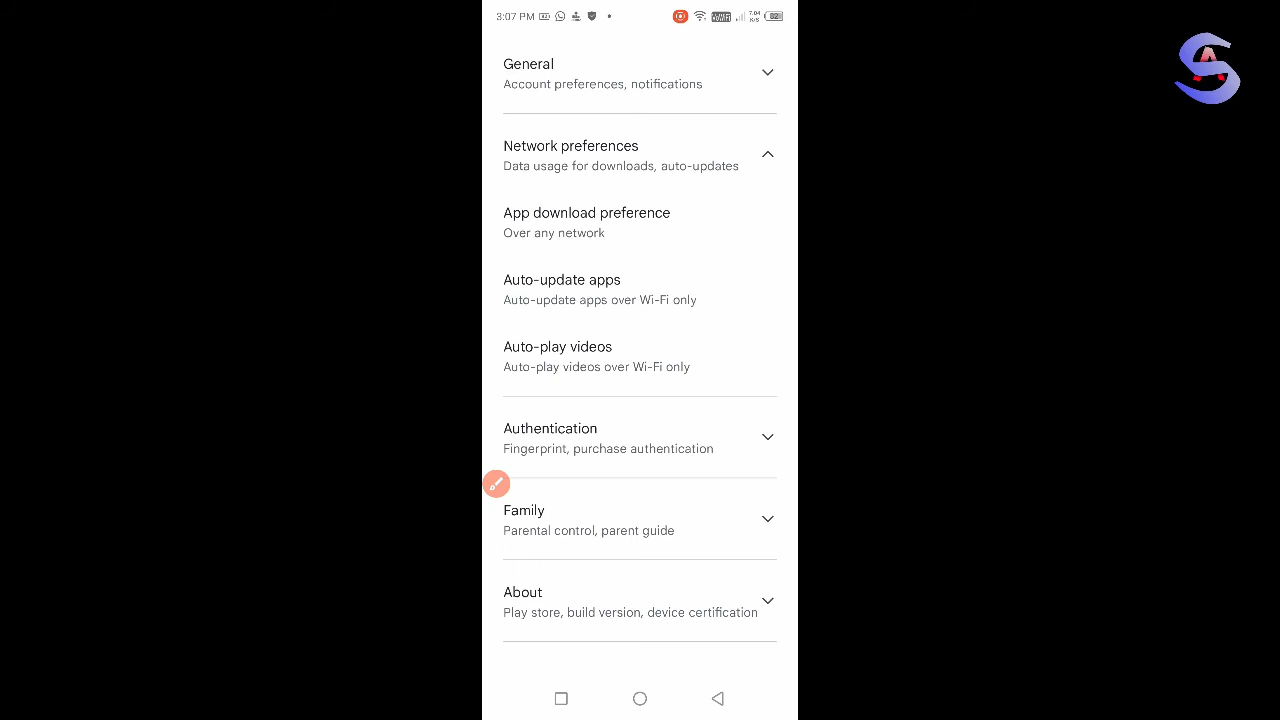 3:07 PM
7.04
K/s
82
General
Account preferences, notifications
Network preferences
Data usage for downloads, auto-updates
App download preference
Over any network
Auto-update apps
Auto-update apps over Wi-Fi only
Auto-play videos
Auto-play videos over Wi-Fi only
Authentication
Fingerprint, purchase authentication
Family
Parental control, parent guide
About
Play store, build version, device certification